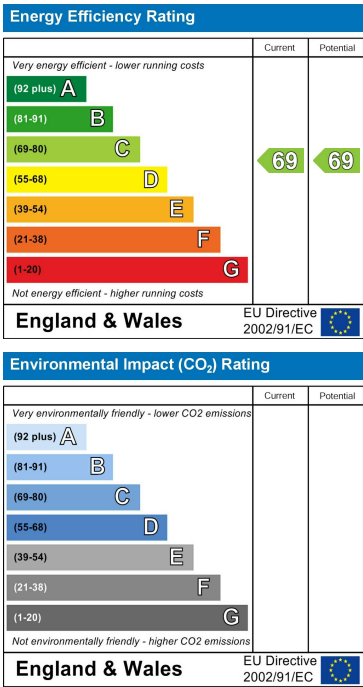 Energy Efficiency Rating
Current Potential
Very energy efficient - lower running costs
(92 plus) A
(81-91) B
(69-80) C 69 69
(55-68) D
(39-54) E
(21-38) F
(1-20) G
Not energy efficient - higher running costs
England & Wales
EU Directive
2002/91/EC
Environmental Impact (CO₂) Rating
Current Potential
Very environmentally friendly - lower CO2 emissions
(92 plus) A
(81-91) B
(69-80) C
(55-68) D
(39-54) E
(21-38) F
(1-20) G
Not environmentally friendly - higher CO2 emissions
England & Wales
EU Directive
2002/91/EC